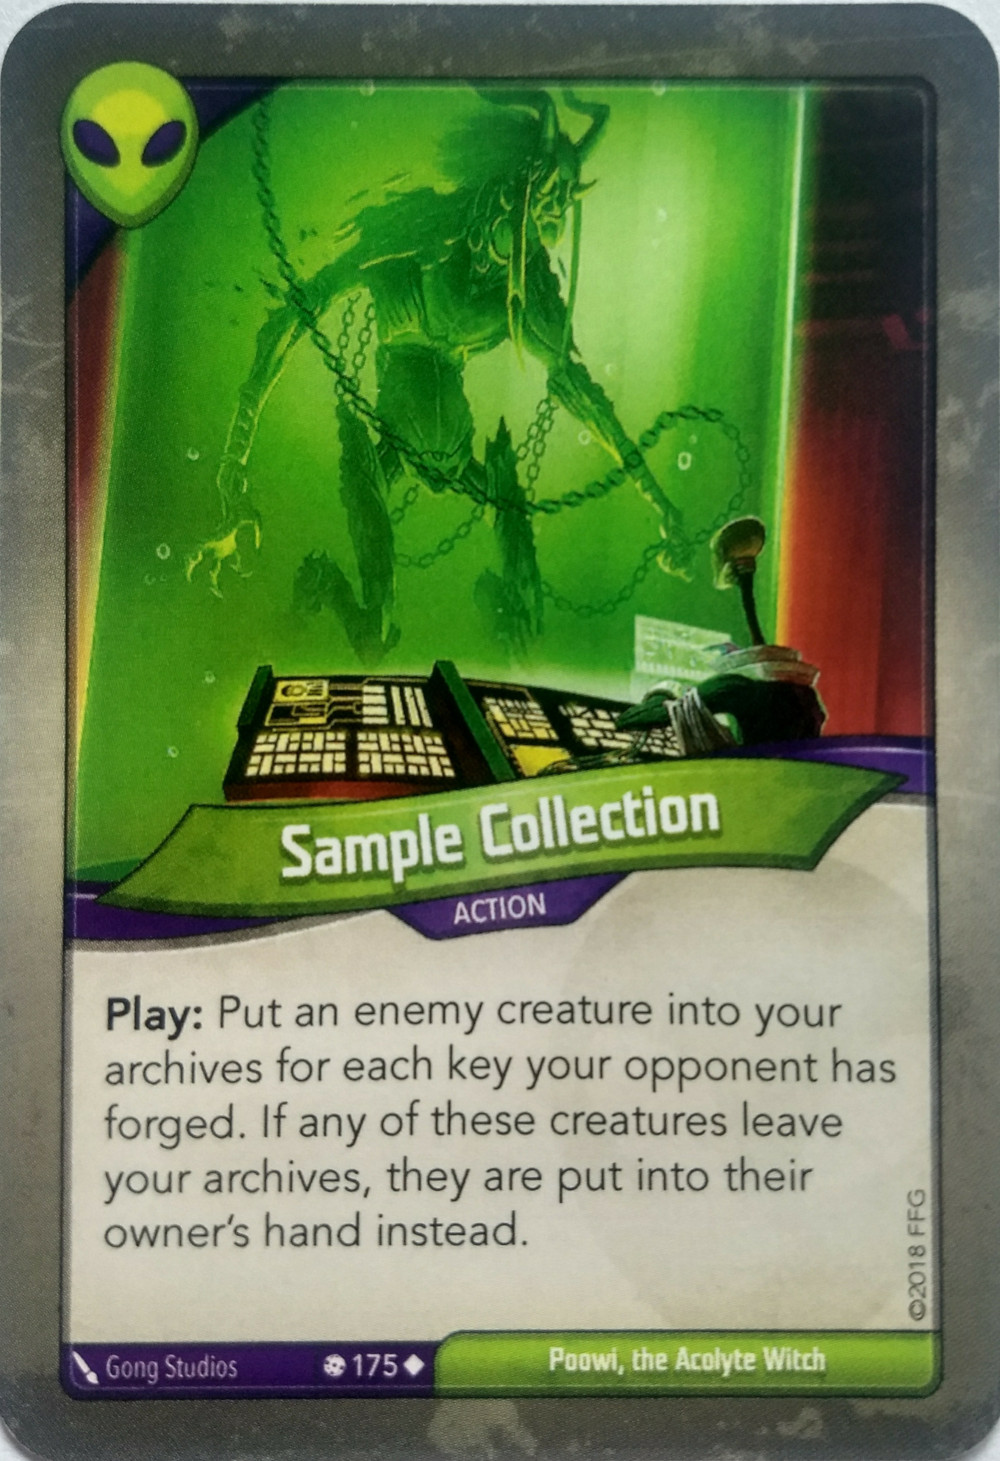 Sample Collection
ACTION
Play: Put an enemy creature into your
archives for each key your opponent has
forged. If any of these creatures leave
your archives, they are put into their
owner's hand instead.
©2018 FFG
Gong Studios
175
Poowi, the Acolyte Witch